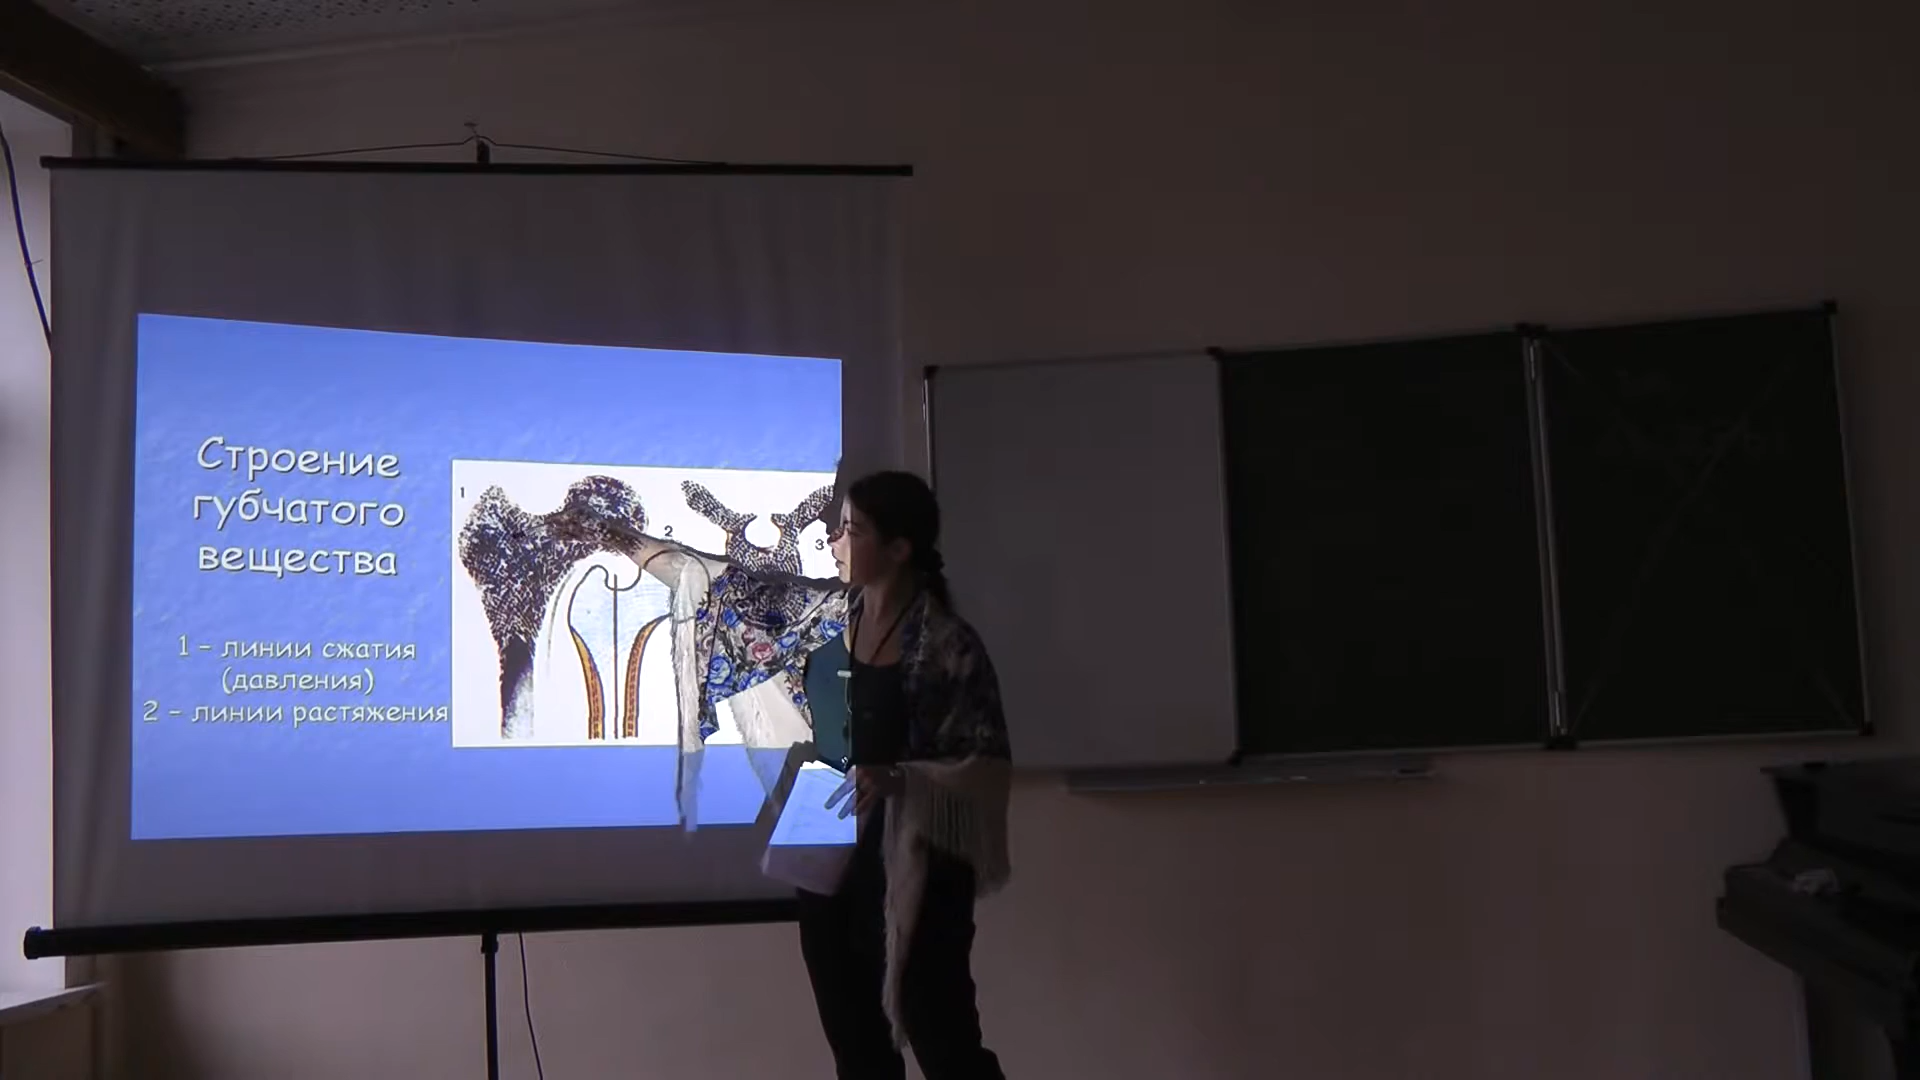 Строение
губчатого
вещества
1 – линии сжатия
(давления)
2 – линии растяжения
1
2
3